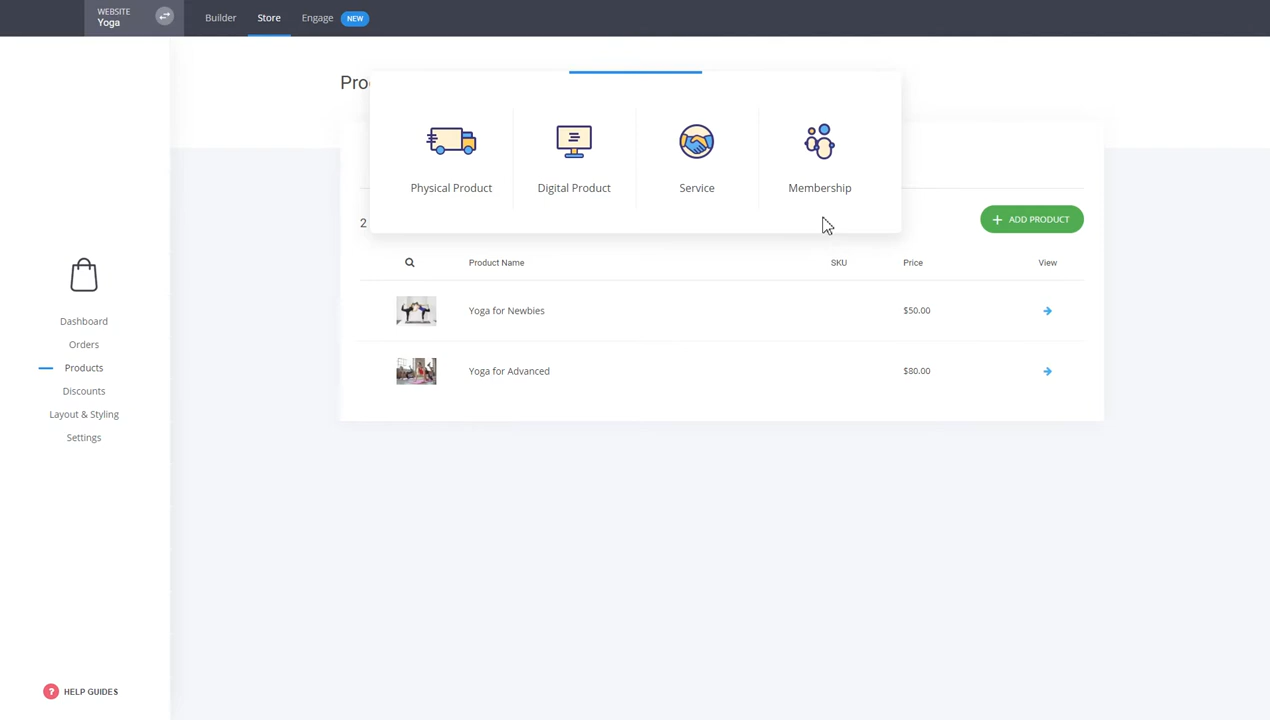 WEBSITE
Yoga
Builder
Store
Engage
NEW
Physical Product
Digital Product
Service
Membership
2
ADD PRODUCT
Product Name
SKU
Price
View
Yoga for Newbies
$50.00
Yoga for Advanced
$80.00
Dashboard
Orders
Products
Discounts
Layout & Styling
Settings
? HELP GUIDES